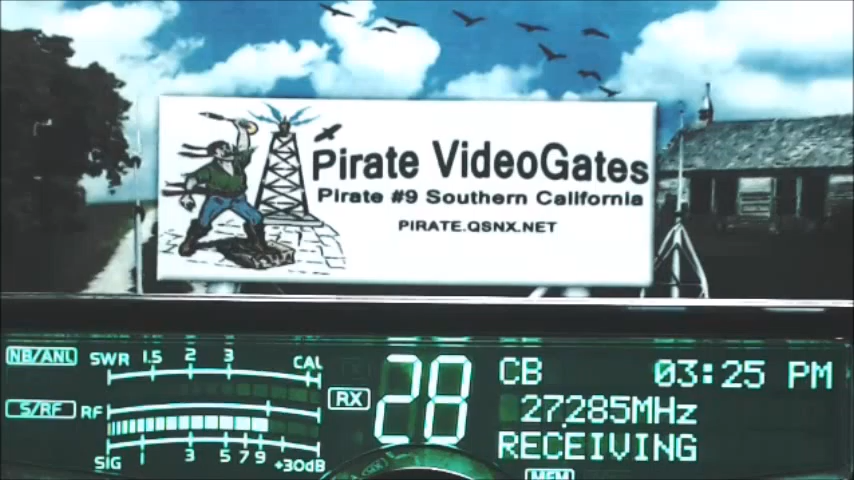 Pirate VideoGates
Pirate #9 Southern California
PIRATE.QSNX.NET
NB/ANL SWR 1.5 2 3 CAL
S/RF RF
SIG 3 5 7 9 +30dB
RX
28
CB 03:25 PM
27.285MHz
RECEIVING
MEM